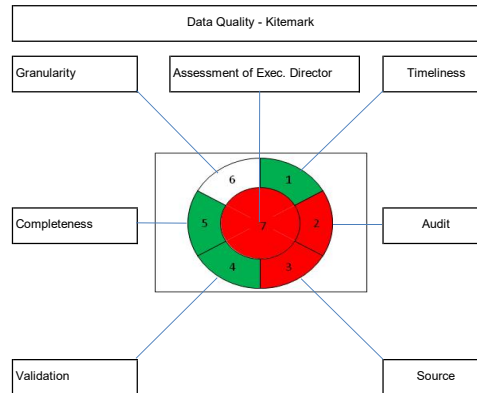 Data Quality - Kitemark
Granularity
Assessment of Exec. Director
Timeliness
6
1
Completeness
5
7
2
Audit
4
3
Validation
Source